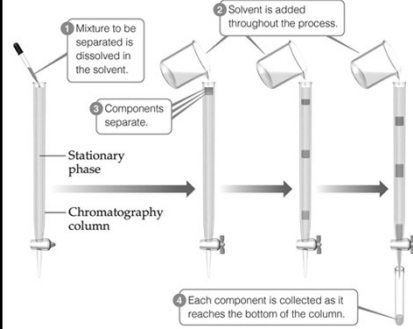 1 Mixture to be
separated is
dissolved in
the solvent.
2 Solvent is added
throughout the process.
3 Components
separate.
Stationary
phase
Chromatography
column
4 Each component is collected as it
reaches the bottom of the column.